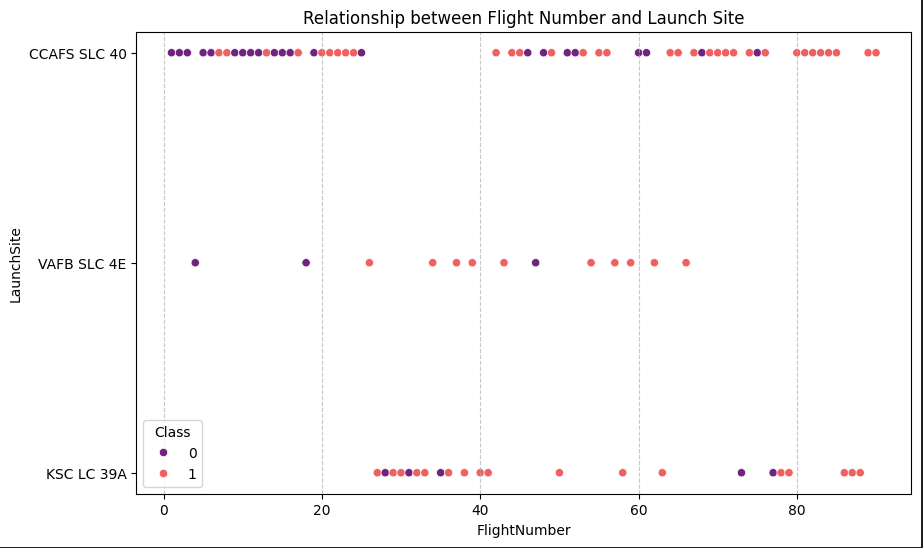 Relationship between Flight Number and Launch Site
CCAFS SLC 40
VAFB SLC 4E
KSC LC 39A
LaunchSite
Class
0
1
0 20 40 60 80
FlightNumber